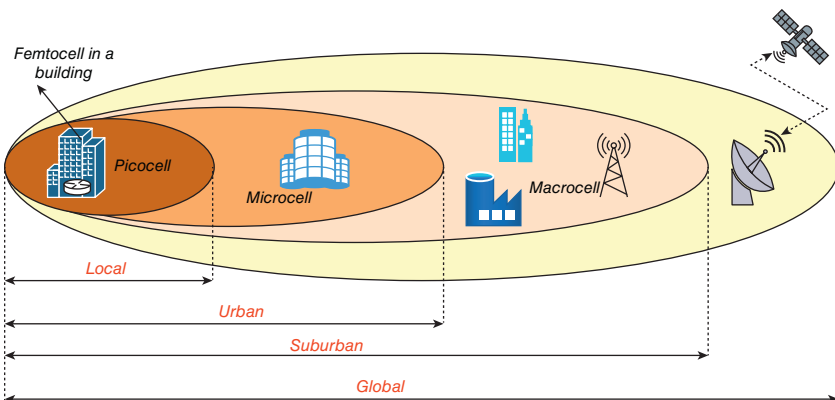 Femtocell in a
building
Picocell
Microcell
Macrocell
Local
Urban
Suburban
Global